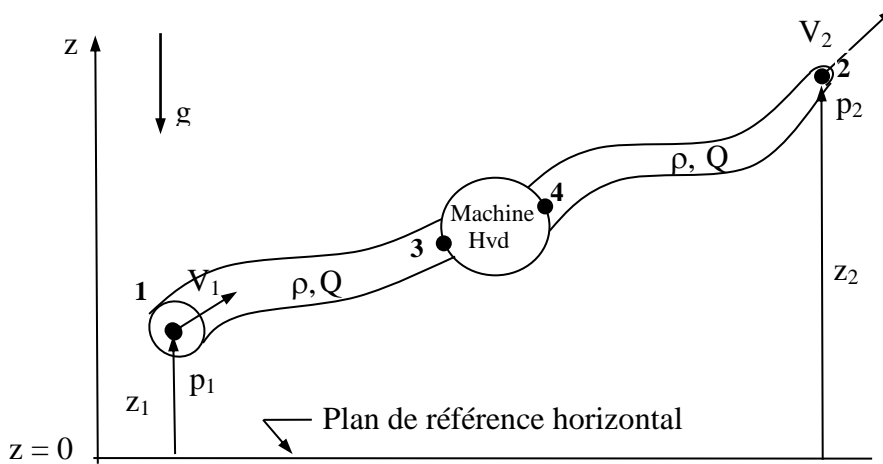 V₂
z
2
g
p₂
ρ, Q
4
Machine
Hvd
3
z₂
V₁
1
ρ, Q
p₁
z₁
Plan de référence horizontal
z = 0